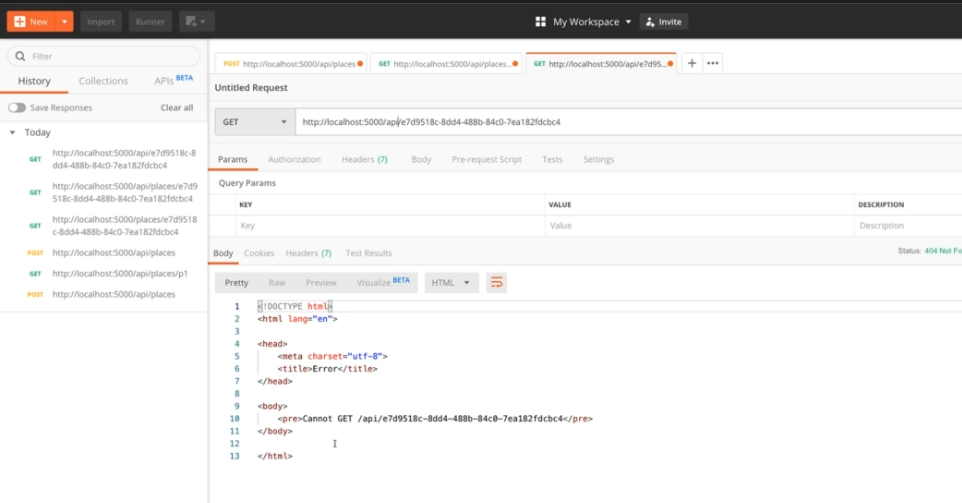 New Import Runner My Workspace Invite
Filter
History Collections APIs BETA
Save Responses Clear all
Today
GET http://localhost:5000/api/e7d9518c-8
dd4-488b-84c0-7ea182fdcbc4
GET http://localhost:5000/api/places/e7d9
518c-8dd4-488b-84c0-7ea182fdcbc4
GET http://localhost:5000/places/e7d9518
c-8dd4-488b-84c0-7ea182fdcbc4
POST http://localhost:5000/api/places
GET http://localhost:5000/api/places/p1
POST http://localhost:5000/api/places
POST http://localhost:5000/api/places GET http://localhost:5000/api/places... GET http://localhost:5000/api/e7d95...
Untitled Request
GET http://localhost:5000/api/e7d9518c-8dd4-488b-84c0-7ea182fdcbc4
Params Authorization Headers (7) Body Pre-request Script Tests Settings
Query Params
KEY VALUE DESCRIPTION
Key Value Description
Body Cookies Headers (7) Test Results Status: 404 Not Fo
Pretty Raw Preview Visualize BETA HTML
1 <!DOCTYPE html>
2 <html lang="en">
3
4 <head>
5 <meta charset="utf-8">
6 <title>Error</title>
7 </head>
8
9 <body>
10 <pre>Cannot GET /api/e7d9518c-8dd4-488b-84c0-7ea182fdcbc4</pre>
11 </body>
12
13 </html>